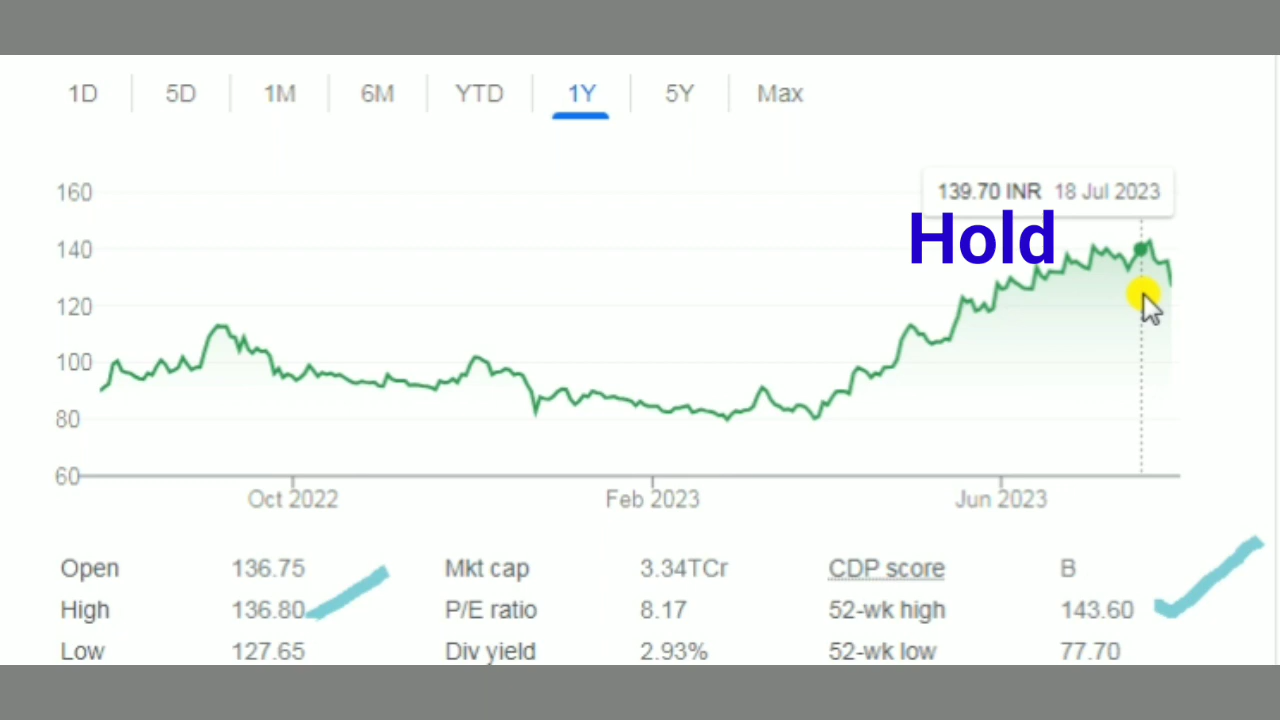 1D 5D 1M 6M YTD 1Y 5Y Max
139.70 INR 18 Jul 2023
Hold
160
140
120
100
80
60
Oct 2022 Feb 2023 Jun 2023
Open 136.75 Mkt cap 3.34TCr CDP score B
High 136.80 P/E ratio 8.17 52-wk high 143.60
Low 127.65 Div yield 2.93% 52-wk low 77.70